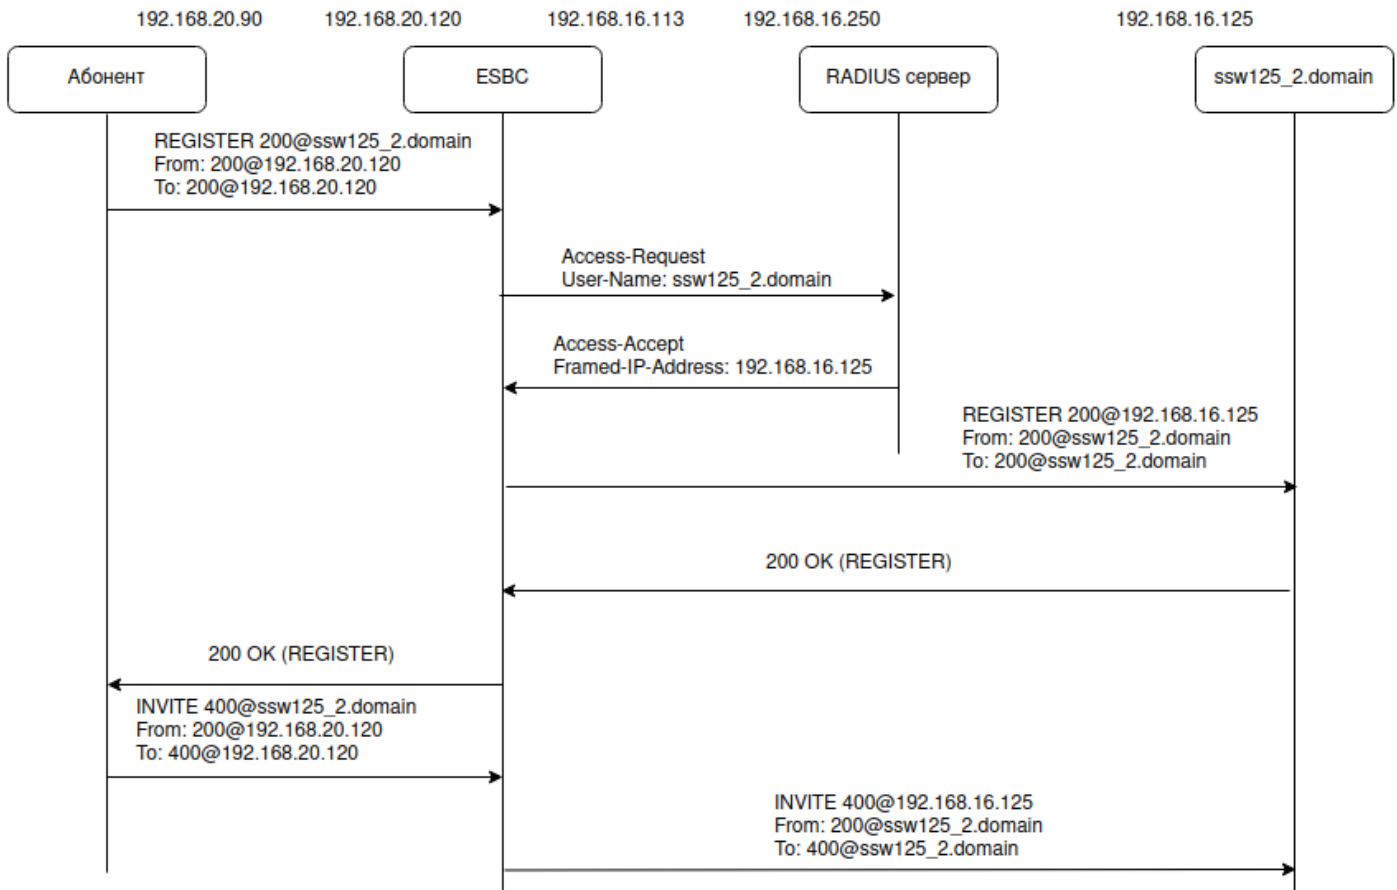 192.168.20.90
192.168.20.120
192.168.16.113
192.168.16.250
192.168.16.125
Абонент
ESBC
RADIUS сервер
ssw125_2.domain
REGISTER 200@ssw125_2.domain
From: 200@192.168.20.120
To: 200@192.168.20.120
Access-Request
User-Name: ssw125_2.domain
Access-Accept
Framed-IP-Address: 192.168.16.125
REGISTER 200@192.168.16.125
From: 200@ssw125_2.domain
To: 200@ssw125_2.domain
200 OK (REGISTER)
200 OK (REGISTER)
INVITE 400@ssw125_2.domain
From: 200@192.168.20.120
To: 400@192.168.20.120
INVITE 400@192.168.16.125
From: 200@ssw125_2.domain
To: 400@ssw125_2.domain